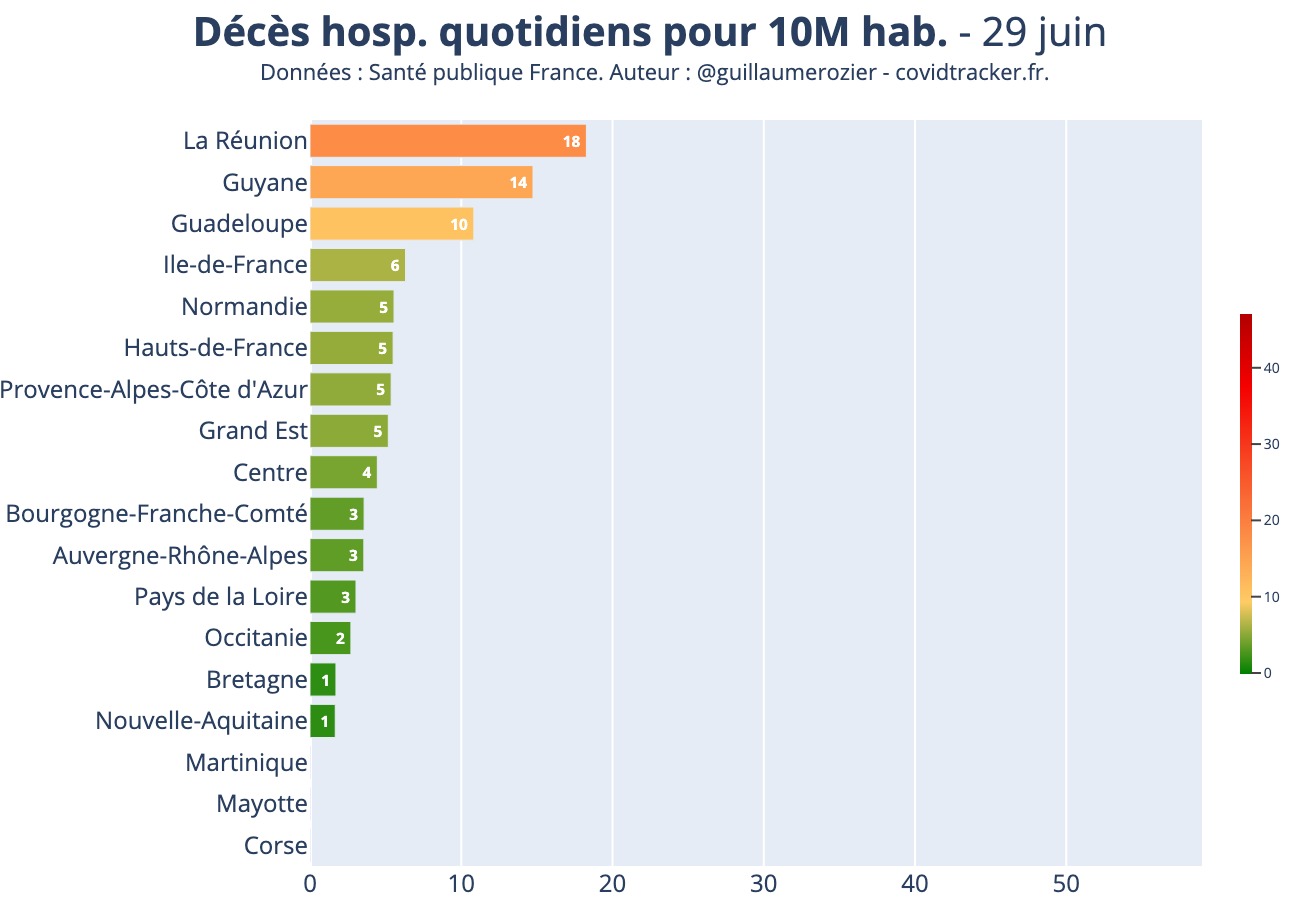 Décès hosp. quotidiens pour 10M hab. - 29 juin
Données : Santé publique France. Auteur : @guillaumerozier - covidtracker.fr.
La Réunion 18
Guyane 14
Guadeloupe 10
Ile-de-France 6
Normandie 5
Hauts-de-France 5
Provence-Alpes-Côte d'Azur 5
Grand Est 5
Centre 4
Bourgogne-Franche-Comté 3
Auvergne-Rhône-Alpes 3
Pays de la Loire 3
Occitanie 2
Bretagne 1
Nouvelle-Aquitaine 1
Martinique
Mayotte
Corse
0 10 20 30 40 50
40
30
20
10
0